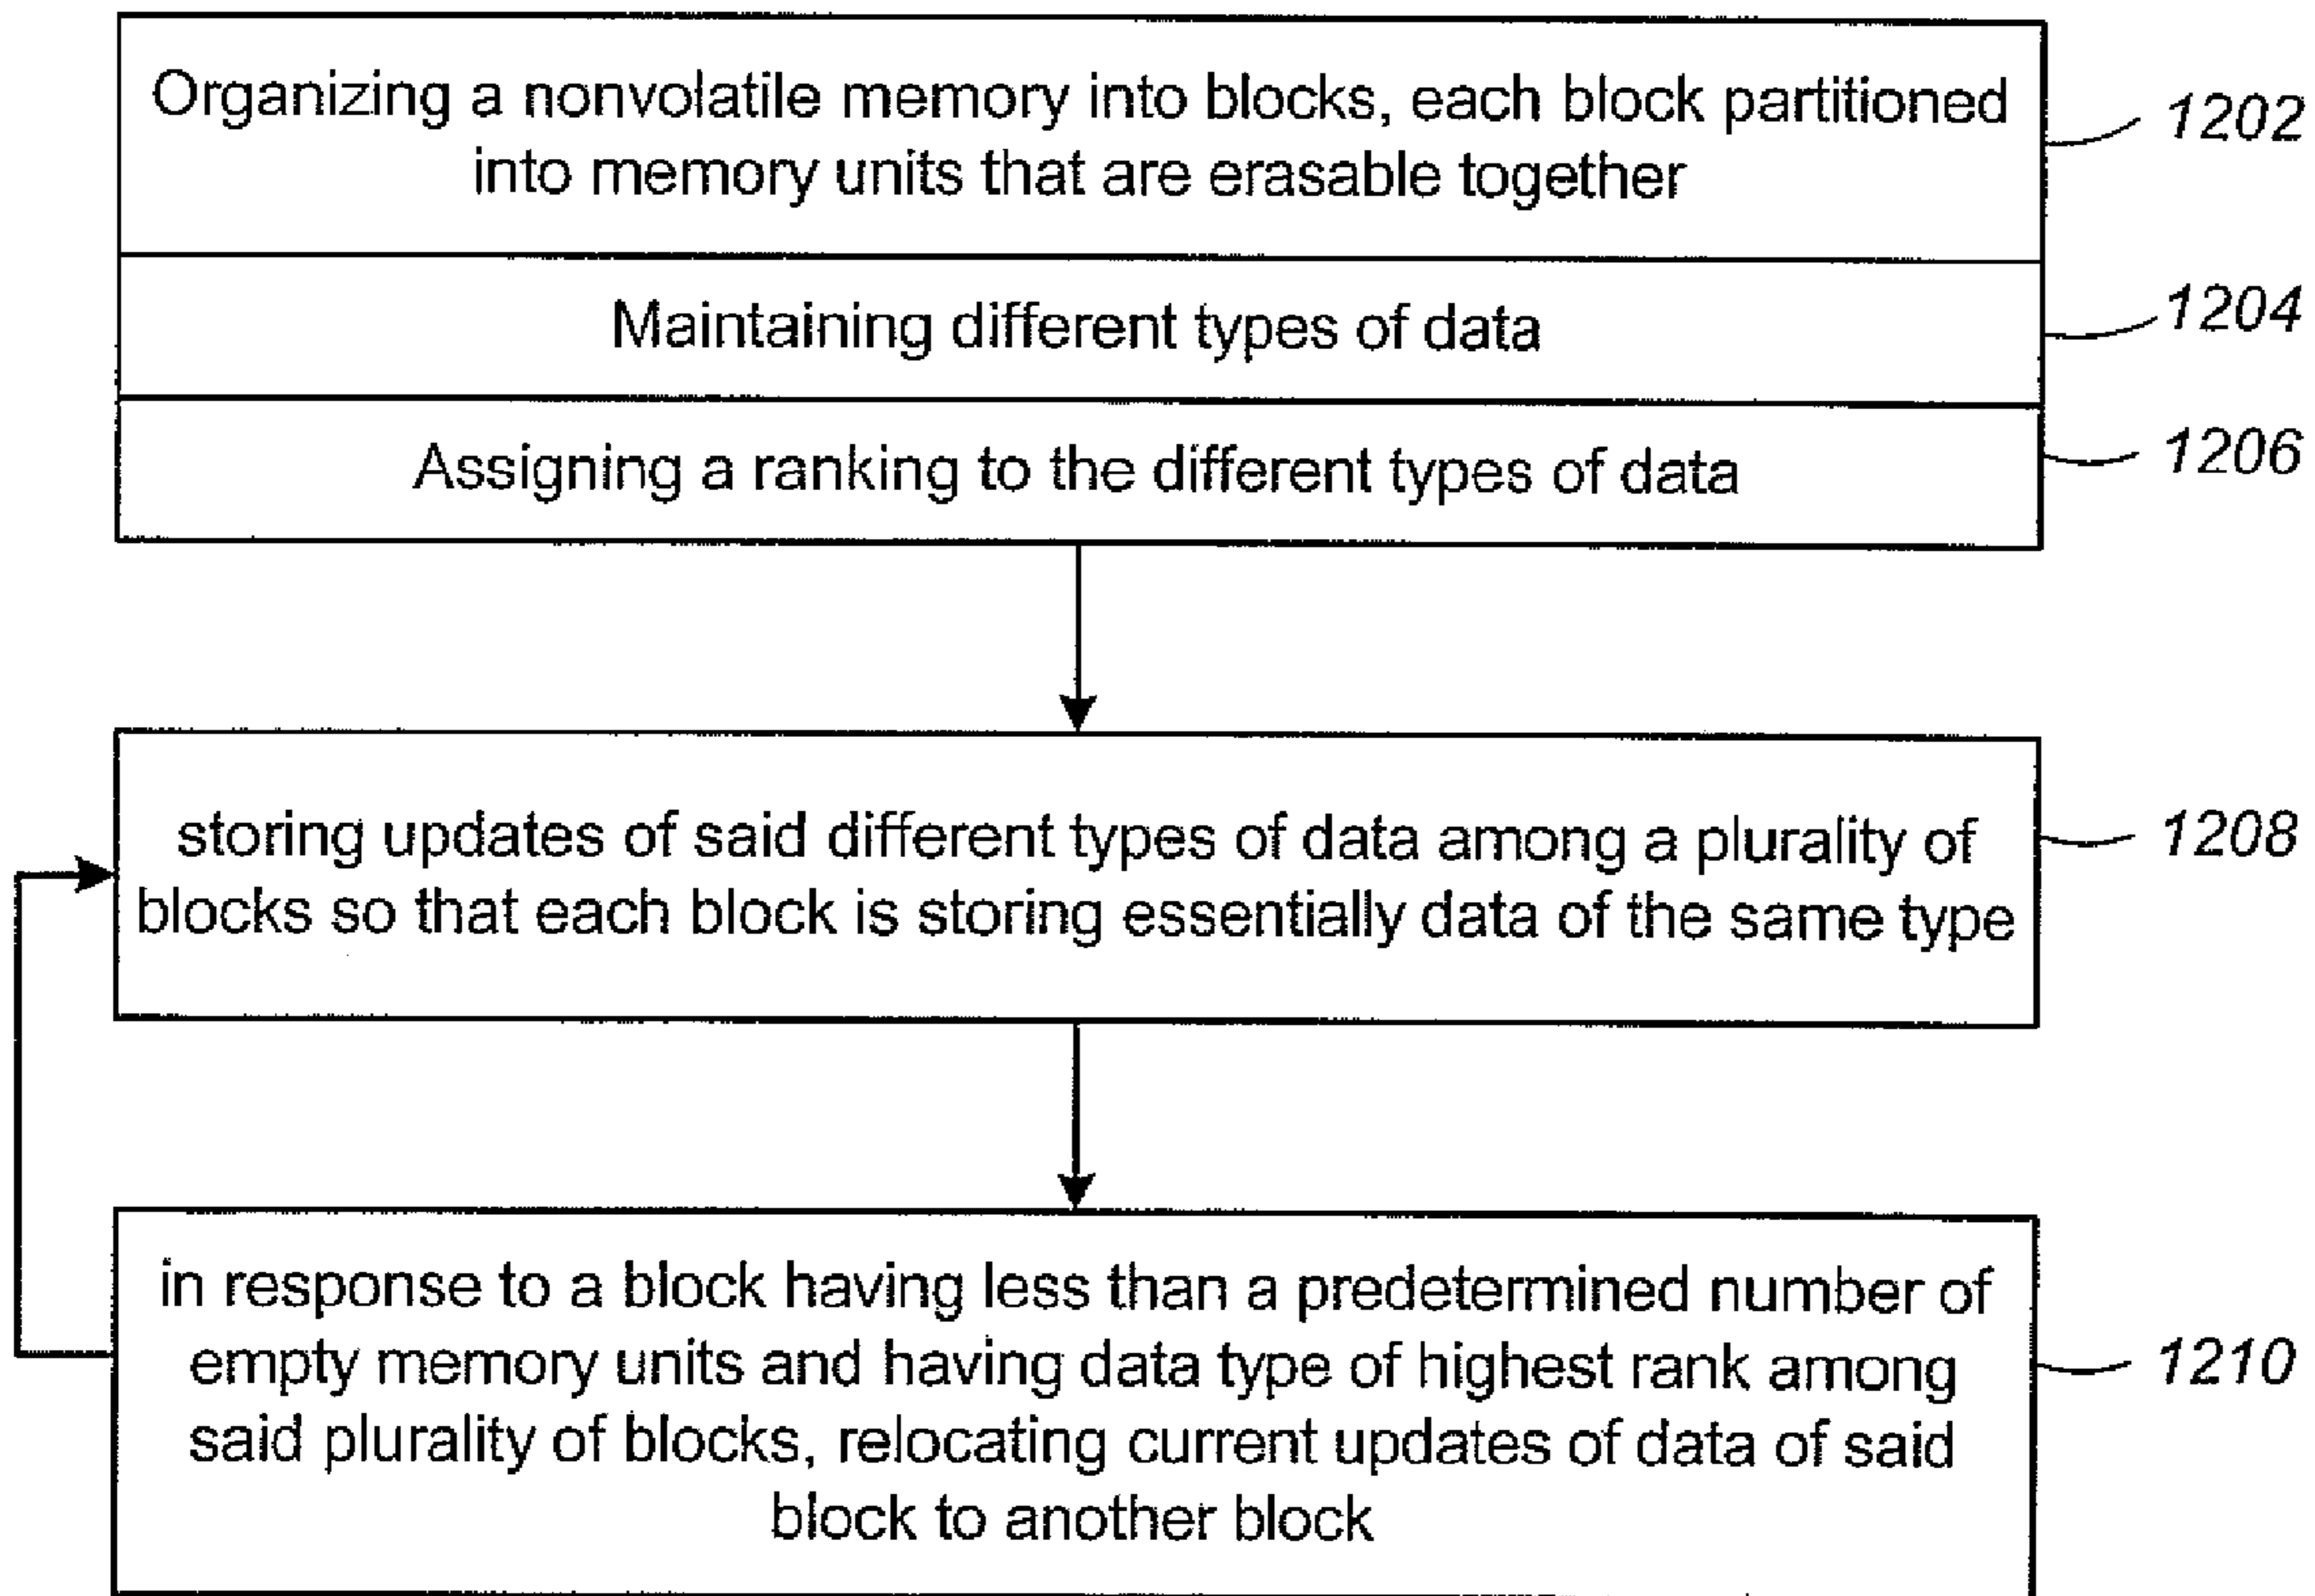 Organizing a nonvolatile memory into blocks, each block partitioned
into memory units that are erasable together
1202
Maintaining different types of data
1204
Assigning a ranking to the different types of data
1206
storing updates of said different types of data among a plurality of
blocks so that each block is storing essentially data of the same type
1208
in response to a block having less than a predetermined number of
empty memory units and having data type of highest rank among
said plurality of blocks, relocating current updates of data of said
block to another block
1210